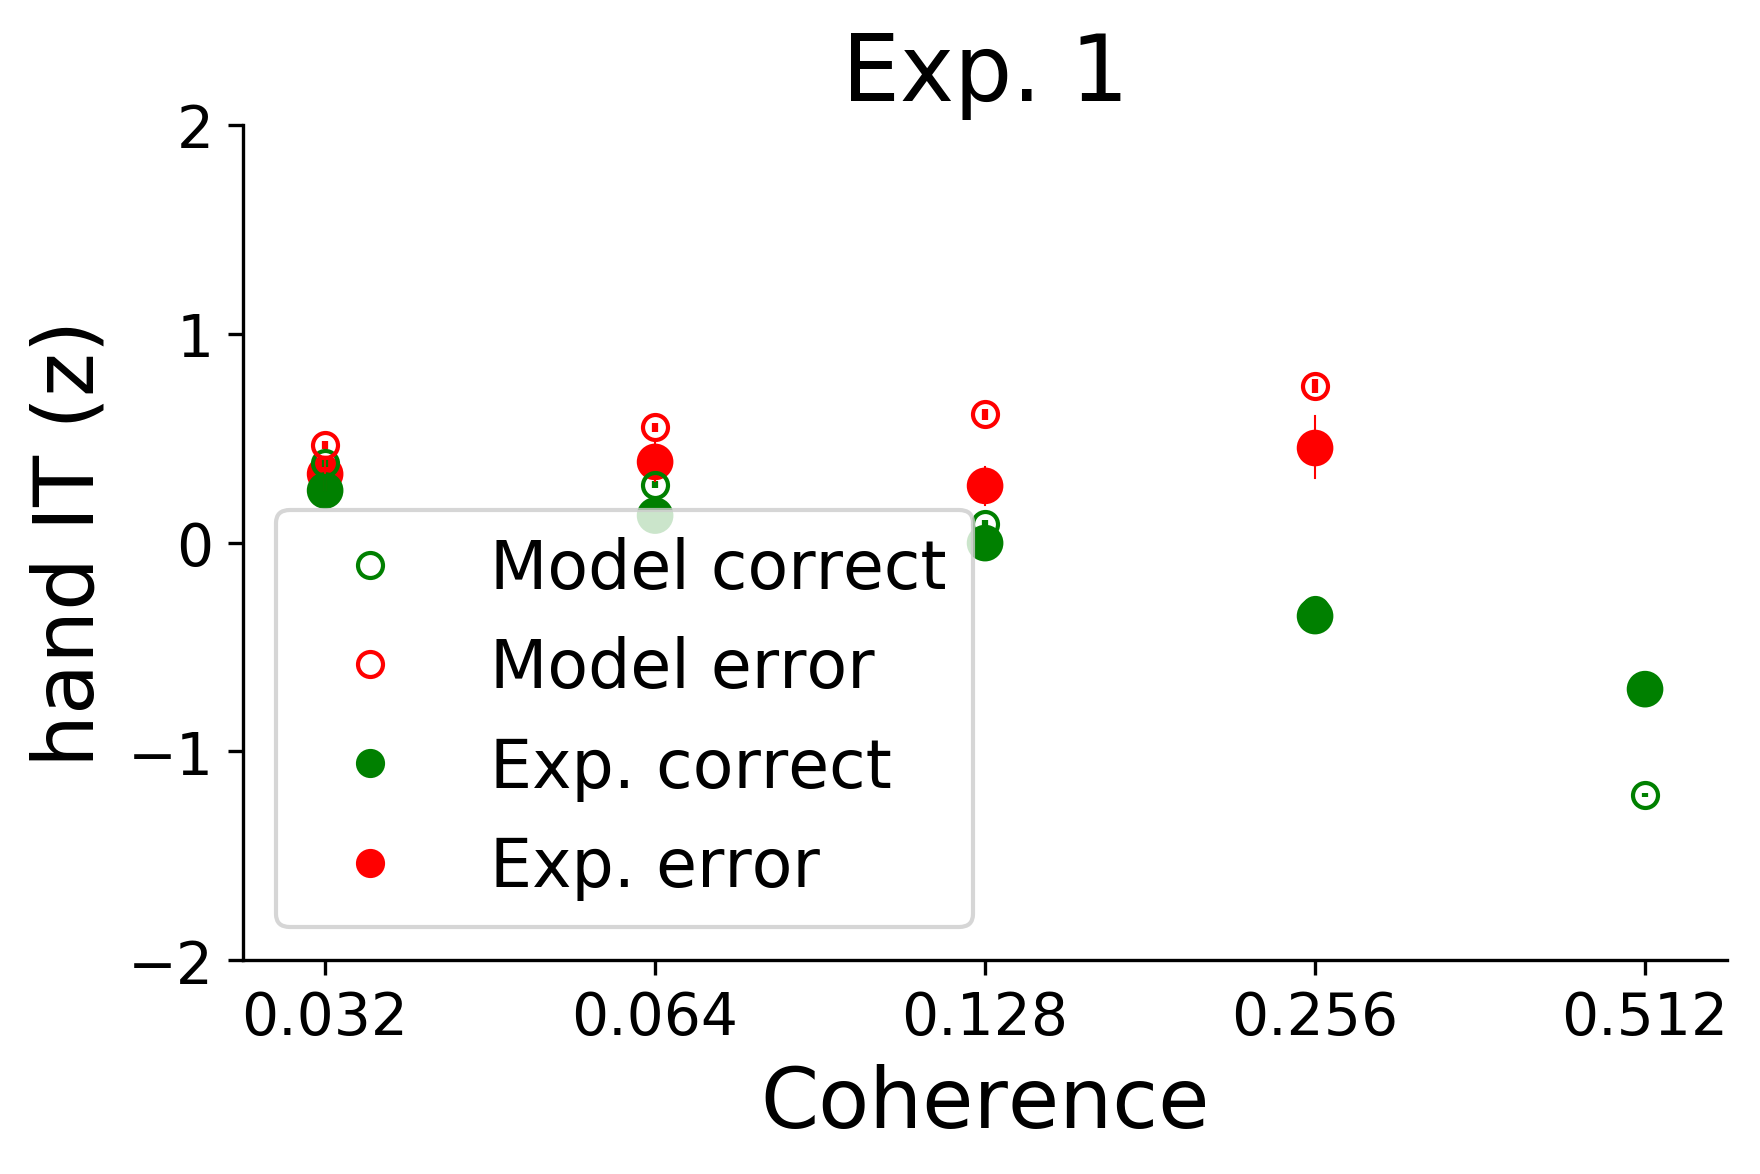 Exp. 1
hand IT (z)
2
1
0
−1
−2
Model correct
Model error
Exp. correct
Exp. error
0.032 0.064 0.128 0.256 0.512
Coherence